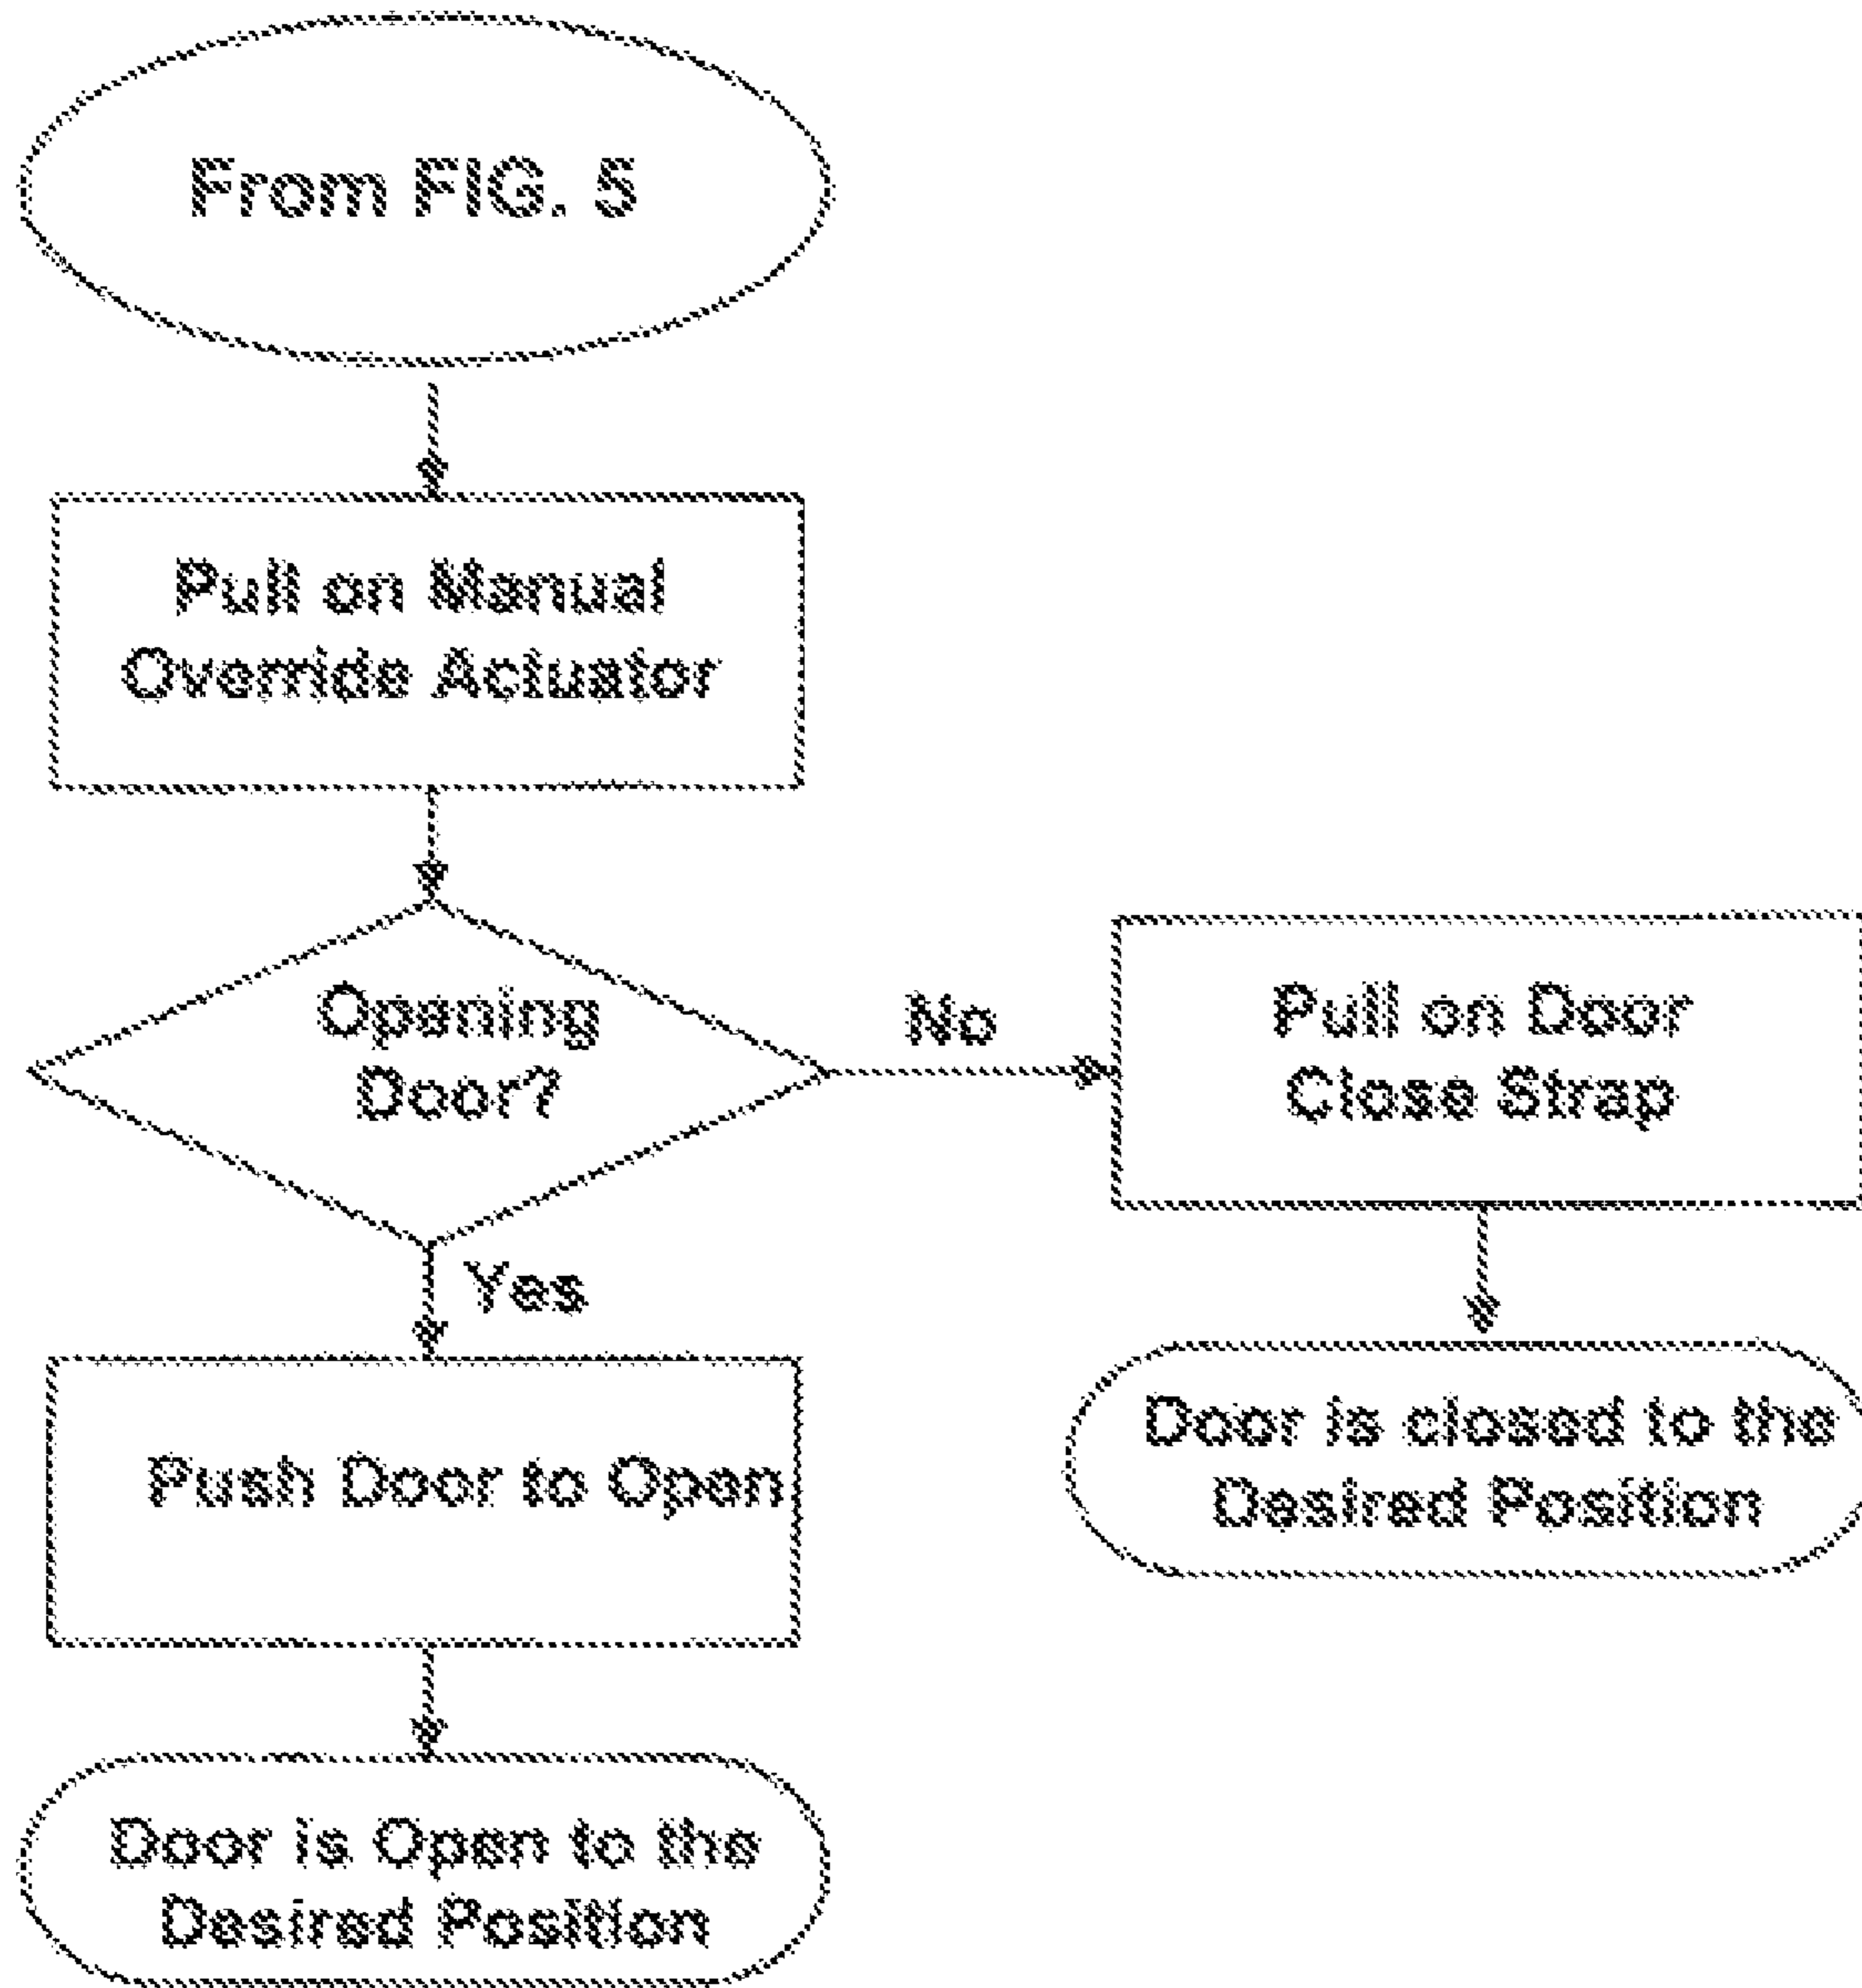 From FIG. 5
Pull on Manual
Override Actuator
Opening
Door?
No
Pull on Door
Close Strap
Yes
Push Door to Open
Door is closed to the
Desired Position
Door is Open to the
Desired Position